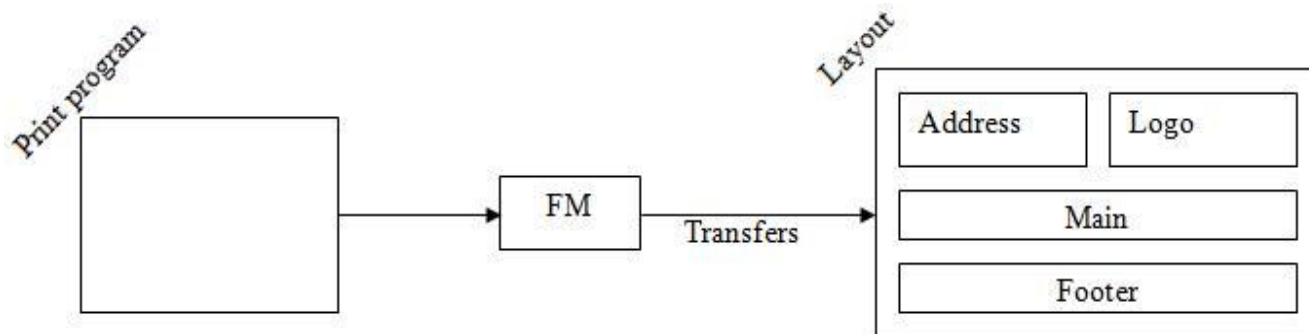 Print program
FM
Transfers
Layout
Address
Logo
Main
Footer